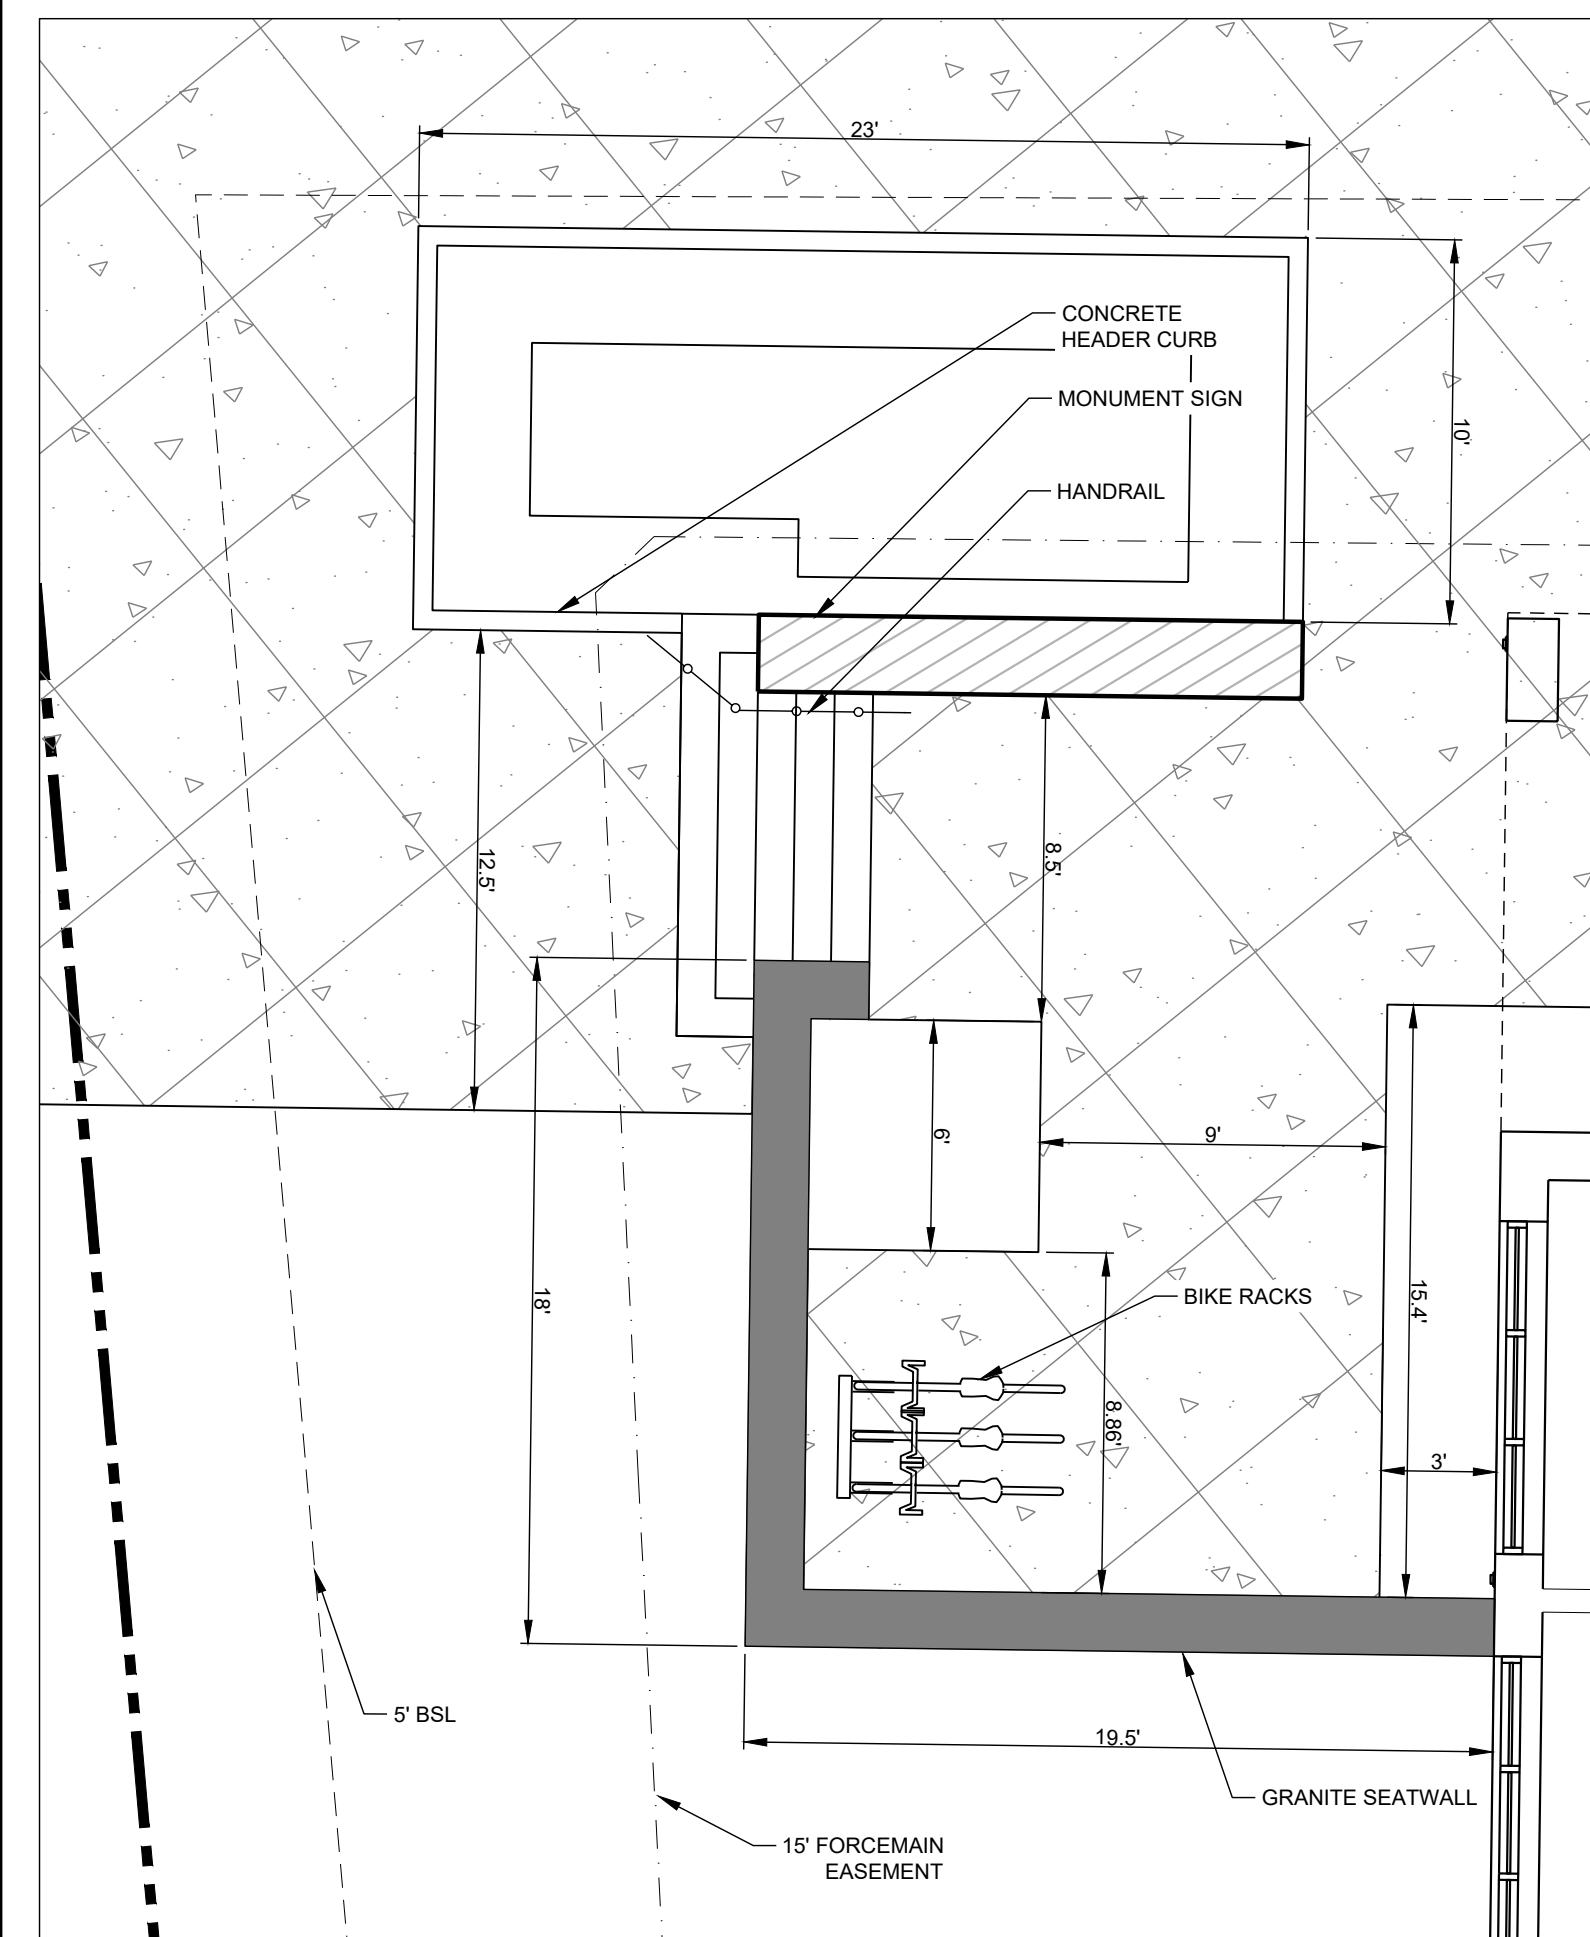 23'
CONCRETE
HEADER CURB
MONUMENT SIGN
10'
HANDRAIL
12.5'
8.5'
6'
9'
18'
BIKE RACKS
15.4'
8.86'
3'
5' BSL
19.5'
GRANITE SEATWALL
15' FORCEMAIN
EASEMENT